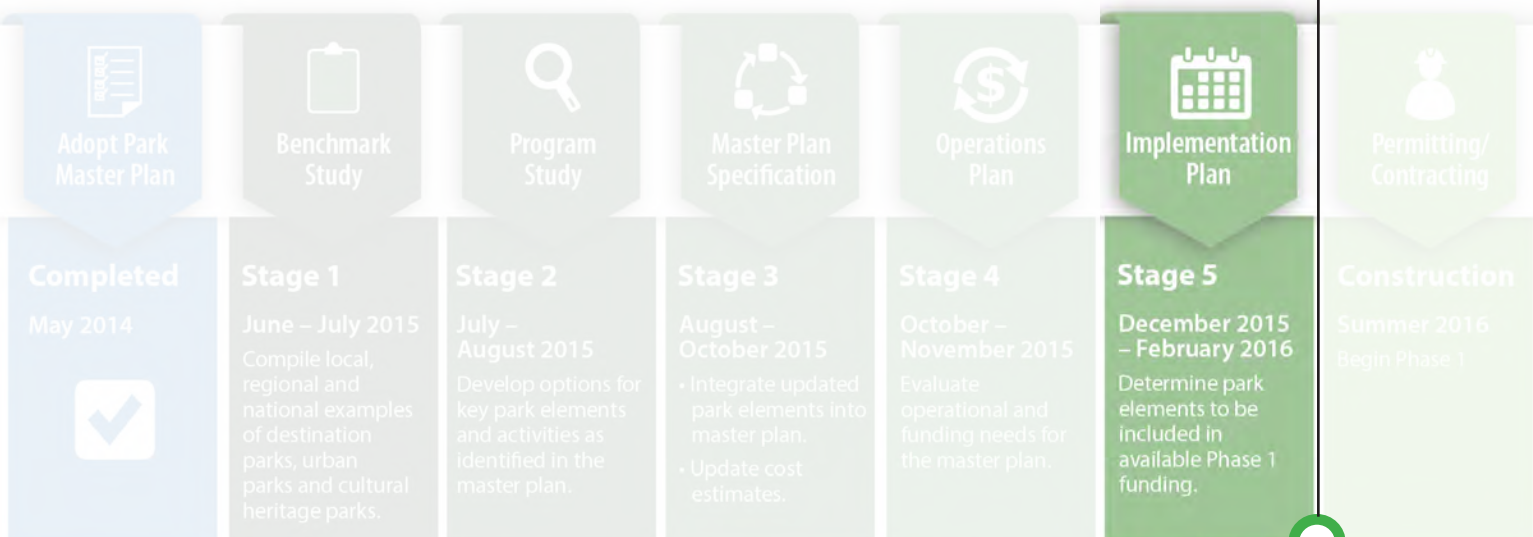 Adopt Park
Master Plan
Completed
May 2014
Benchmark
Study
Stage 1
June – July 2015
Compile local,
regional and
national examples
of destination
parks, urban
parks and cultural
heritage parks.
Program
Study
Stage 2
July –
August 2015
Develop options for
key park elements
and activities as
identified in the
master plan.
Master Plan
Specification
Stage 3
August –
October 2015
• Integrate updated
park elements into
master plan.
• Update cost
estimates.
Operations
Plan
Stage 4
October –
November 2015
Evaluate
operational and
funding needs for
the master plan.
Implementation
Plan
Stage 5
December 2015
– February 2016
Determine park
elements to be
included in
available Phase 1
funding.
Permitting/
Contracting
Construction
Summer 2016
Begin Phase 1